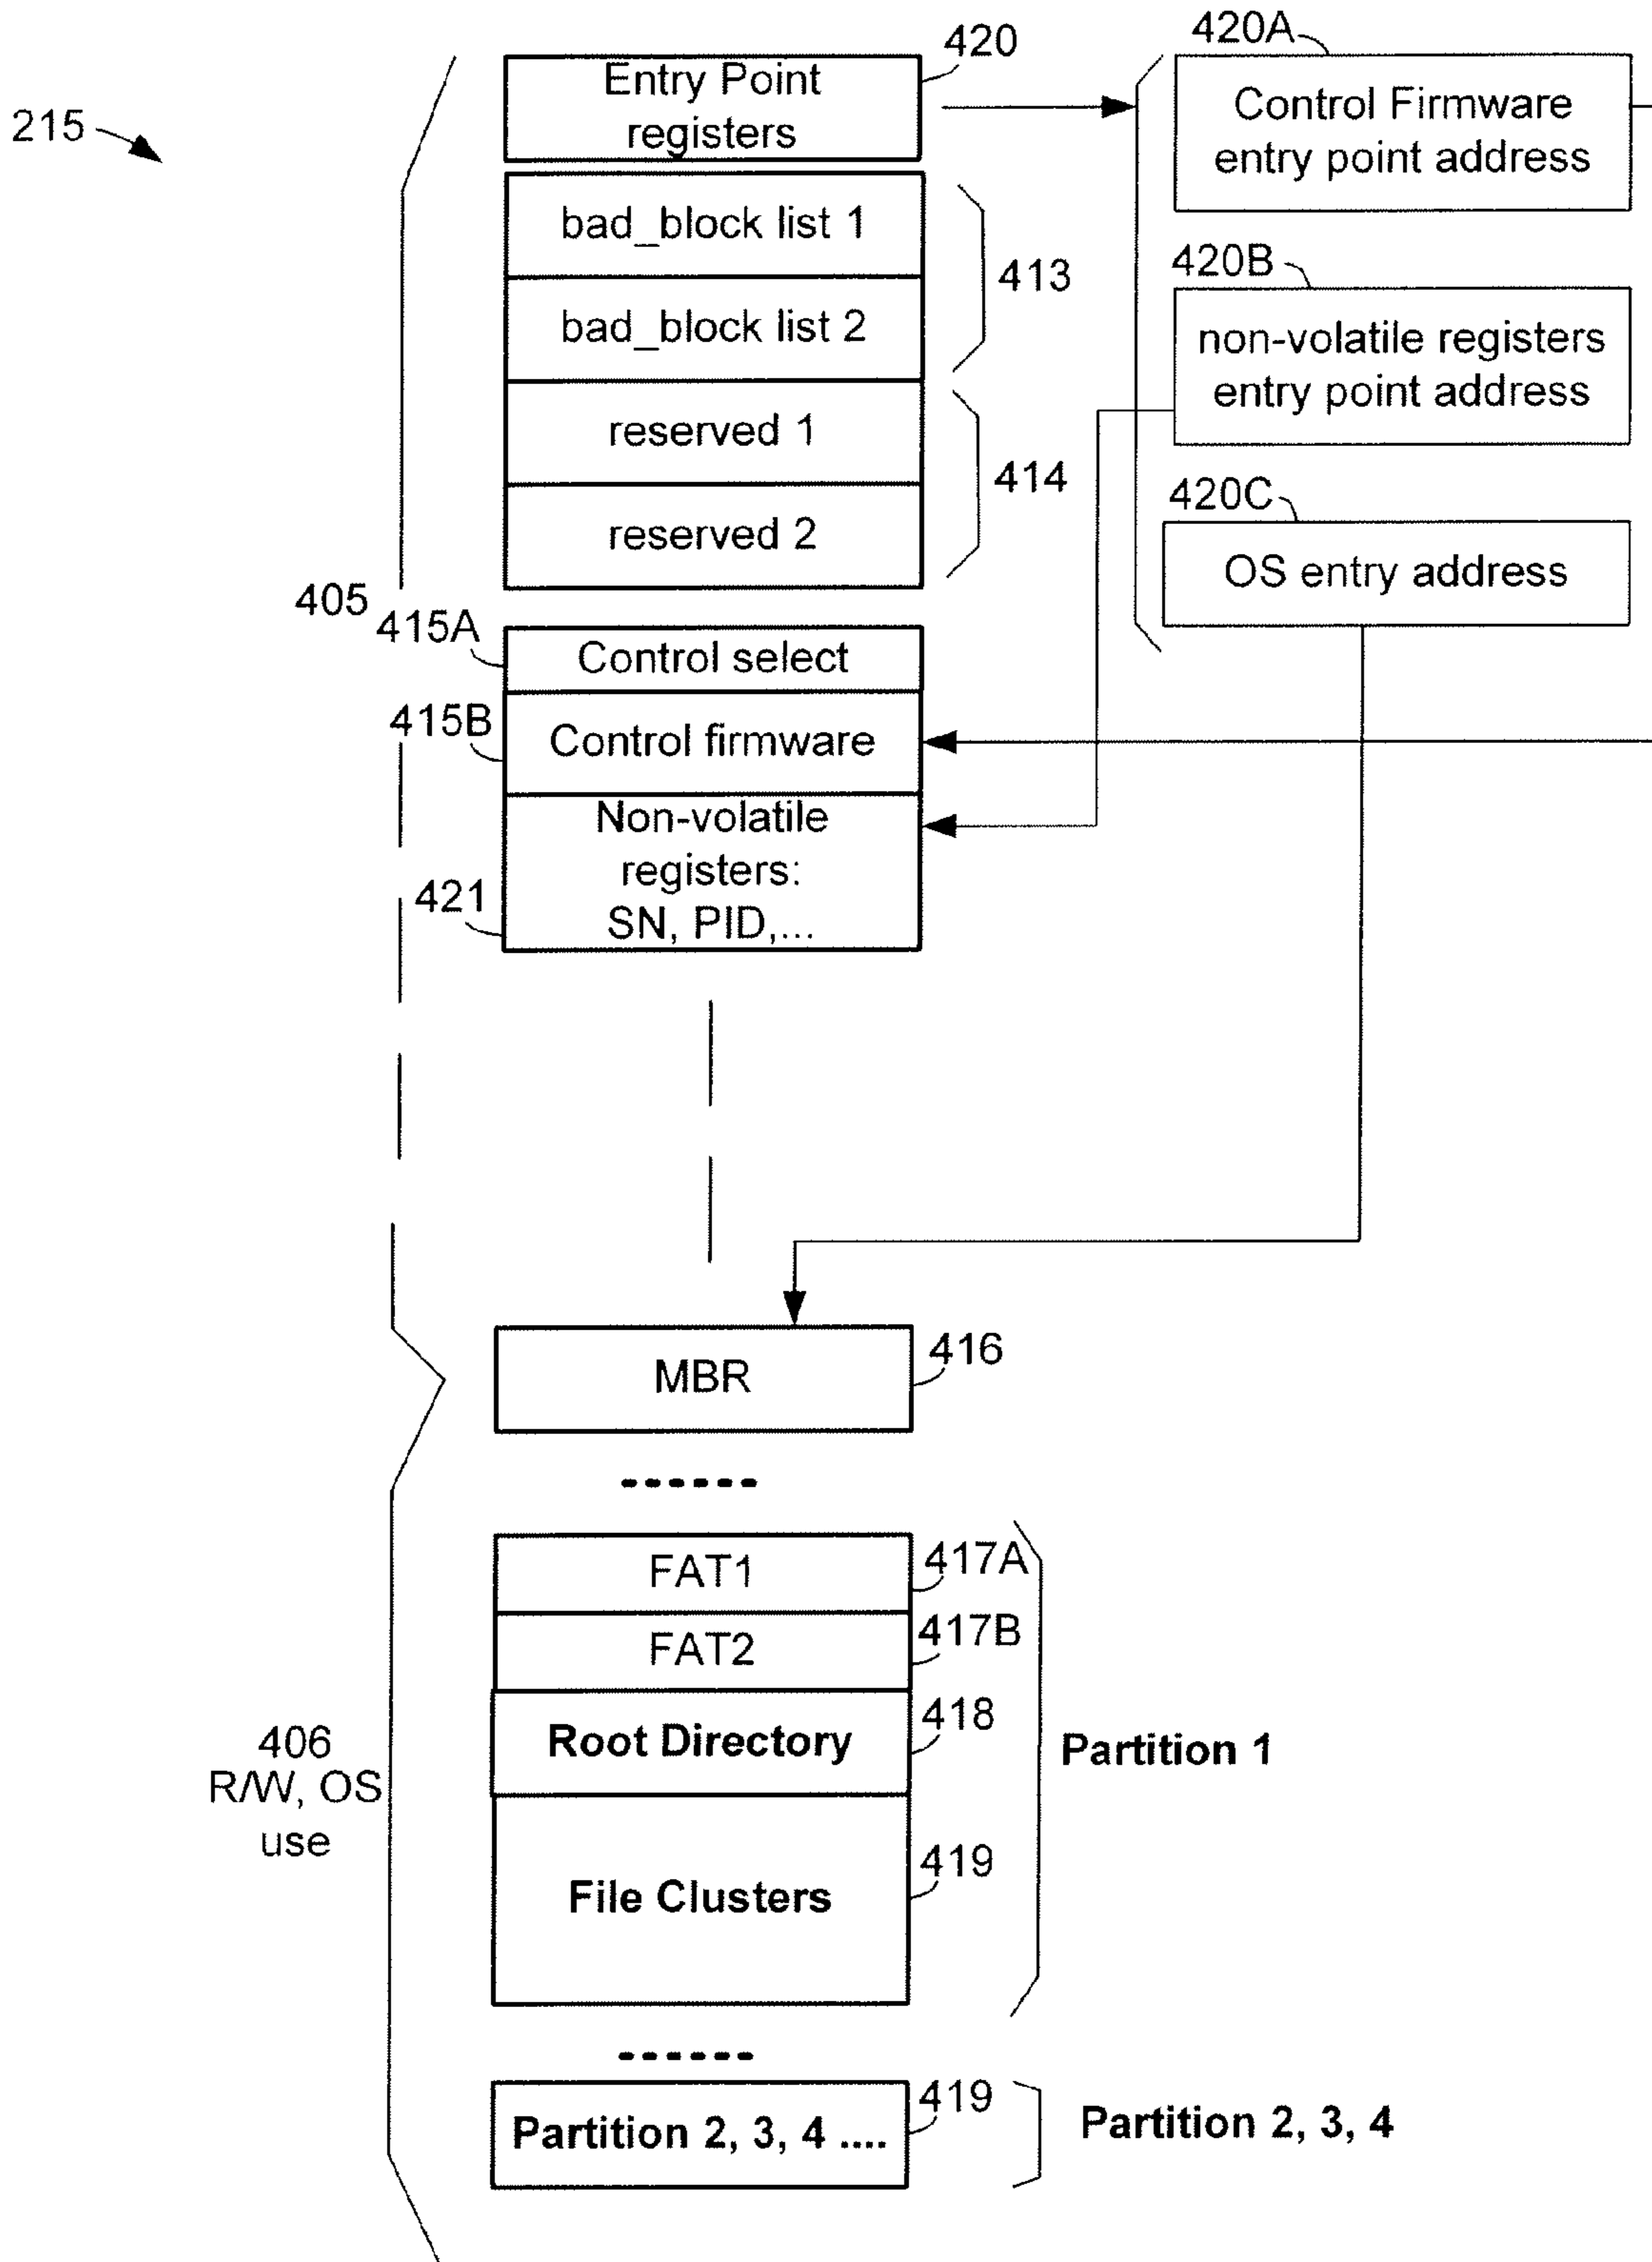 215
420
Entry Point
registers
420A
Control Firmware
entry point address
bad_block list 1
bad_block list 2
413
reserved 1
reserved 2
414
420B
non-volatile registers
entry point address
420C
OS entry address
405
415A
Control select
415B
Control firmware
421
Non-volatile
registers:
SN, PID,...
MBR
416
------
FAT1
417A
FAT2
417B
Root Directory
418
Partition 1
406
R/W, OS
use
File Clusters
419
------
Partition 2, 3, 4 ....
419
Partition 2, 3, 4